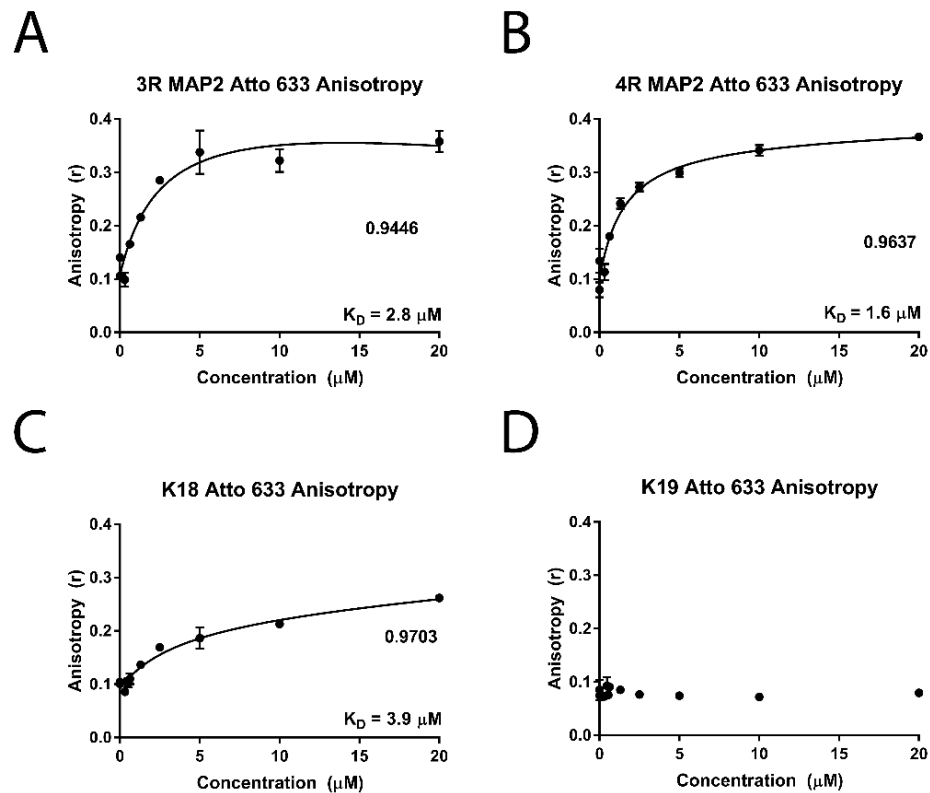 A
3R MAP2 Atto 633 Anisotropy
0.4
0.3
0.2
0.1
0.0
Anisotropy (r)
0.9446
K_D = 2.8 μM
0 5 10 15 20
Concentration (μM)
B
4R MAP2 Atto 633 Anisotropy
0.4
0.3
0.2
0.1
0.0
Anisotropy (r)
0.9637
K_D = 1.6 μM
0 5 10 15 20
Concentration (μM)
C
K18 Atto 633 Anisotropy
0.4
0.3
0.2
0.1
0.0
Anisotropy (r)
0.9703
K_D = 3.9 μM
0 5 10 15 20
Concentration (μM)
D
K19 Atto 633 Anisotropy
0.4
0.3
0.2
0.1
0.0
Anisotropy (r)
0 5 10 15 20
Concentration (μM)